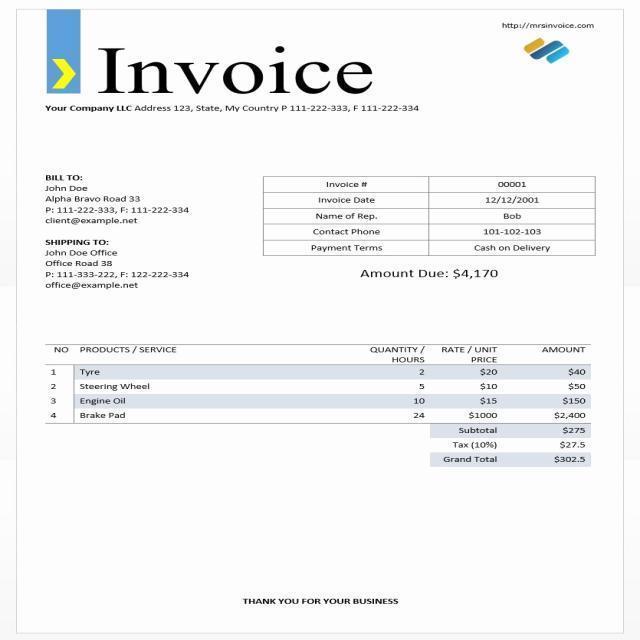 http://mrsinvoice.com
Invoice
Your Company LLC Address 123, State, My Country P 111-222-333, F 111-222-334
BILL TO:
John Doe
Alpha Bravo Road 33
P: 111-222-333, F: 111-222-334
client@example.net
SHIPPING TO:
John Doe Office
Office Road 38
P: 111-333-222, F: 122-222-334
office@example.net
Invoice # 00001
Invoice Date 12/12/2001
Name of Rep. Bob
Contact Phone 101-102-103
Payment Terms Cash on Delivery
Amount Due: $4,170
NO PRODUCTS / SERVICE QUANTITY / HOURS RATE / UNIT PRICE AMOUNT
1 Tyre 2 $20 $40
2 Steering Wheel 5 $10 $50
3 Engine Oil 10 $15 $150
4 Brake Pad 24 $1000 $2,400
Subtotal $275
Tax (10%) $27.5
Grand Total $302.5
THANK YOU FOR YOUR BUSINESS